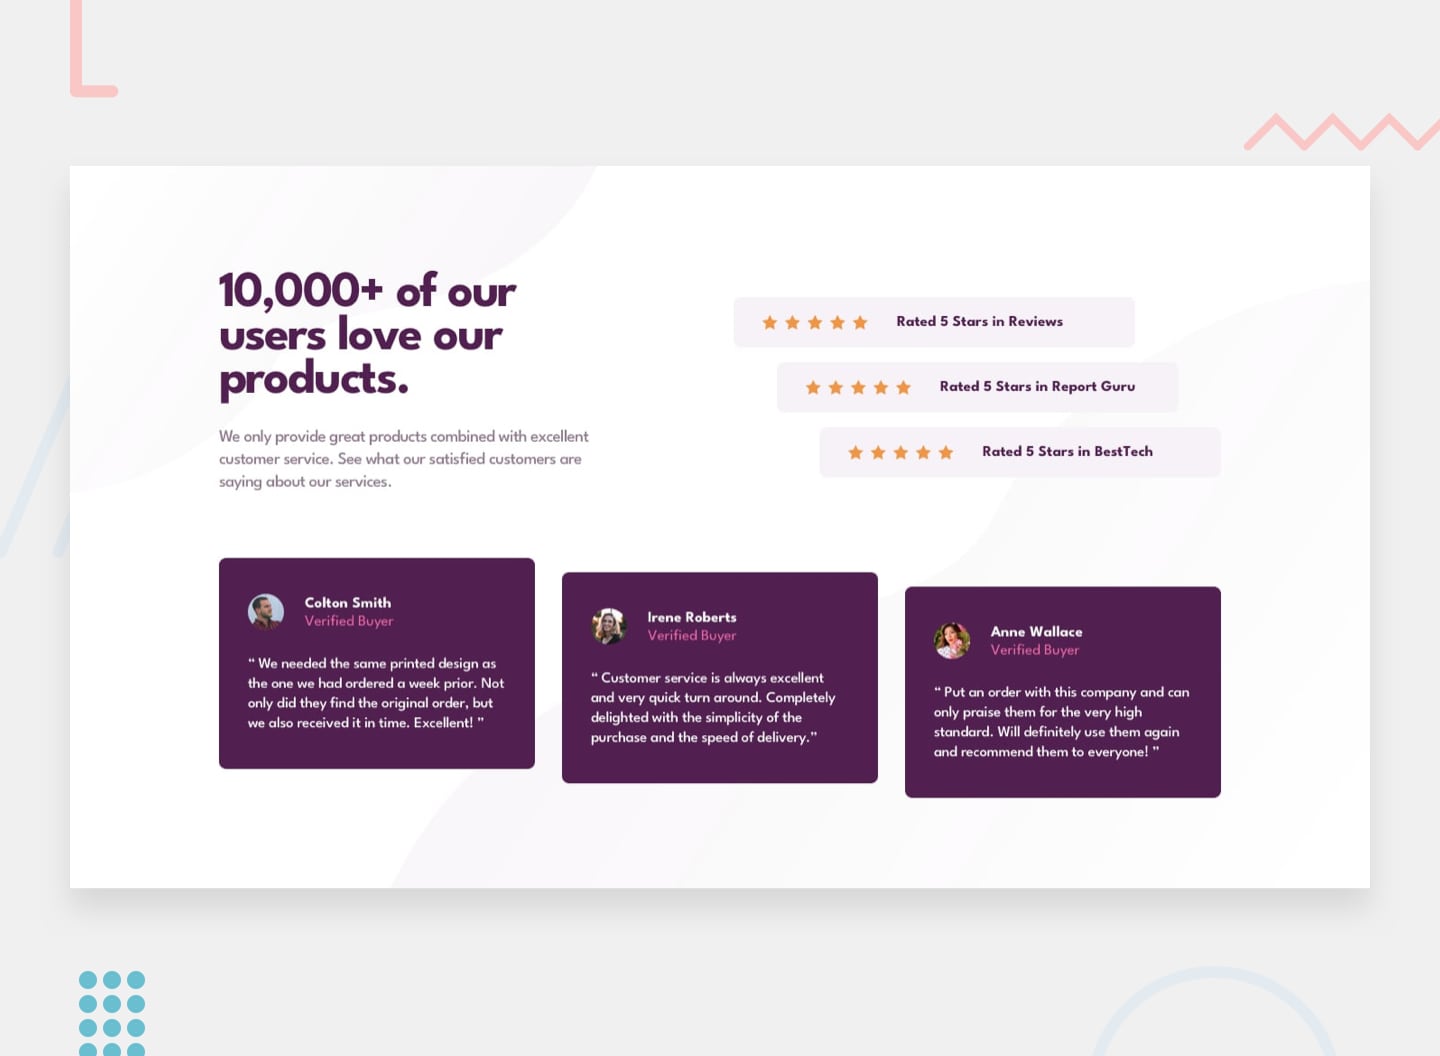 10,000+ of our
users love our
products.
We only provide great products combined with excellent
customer service. See what our satisfied customers are
saying about our services.
Rated 5 Stars in Reviews
Rated 5 Stars in Report Guru
Rated 5 Stars in BestTech
Colton Smith
Verified Buyer
“ We needed the same printed design as
the one we had ordered a week prior. Not
only did they find the original order, but
we also received it in time. Excellent! ”
Irene Roberts
Verified Buyer
“ Customer service is always excellent
and very quick turn around. Completely
delighted with the simplicity of the
purchase and the speed of delivery.”
Anne Wallace
Verified Buyer
“ Put an order with this company and can
only praise them for the very high
standard. Will definitely use them again
and recommend them to everyone! ”